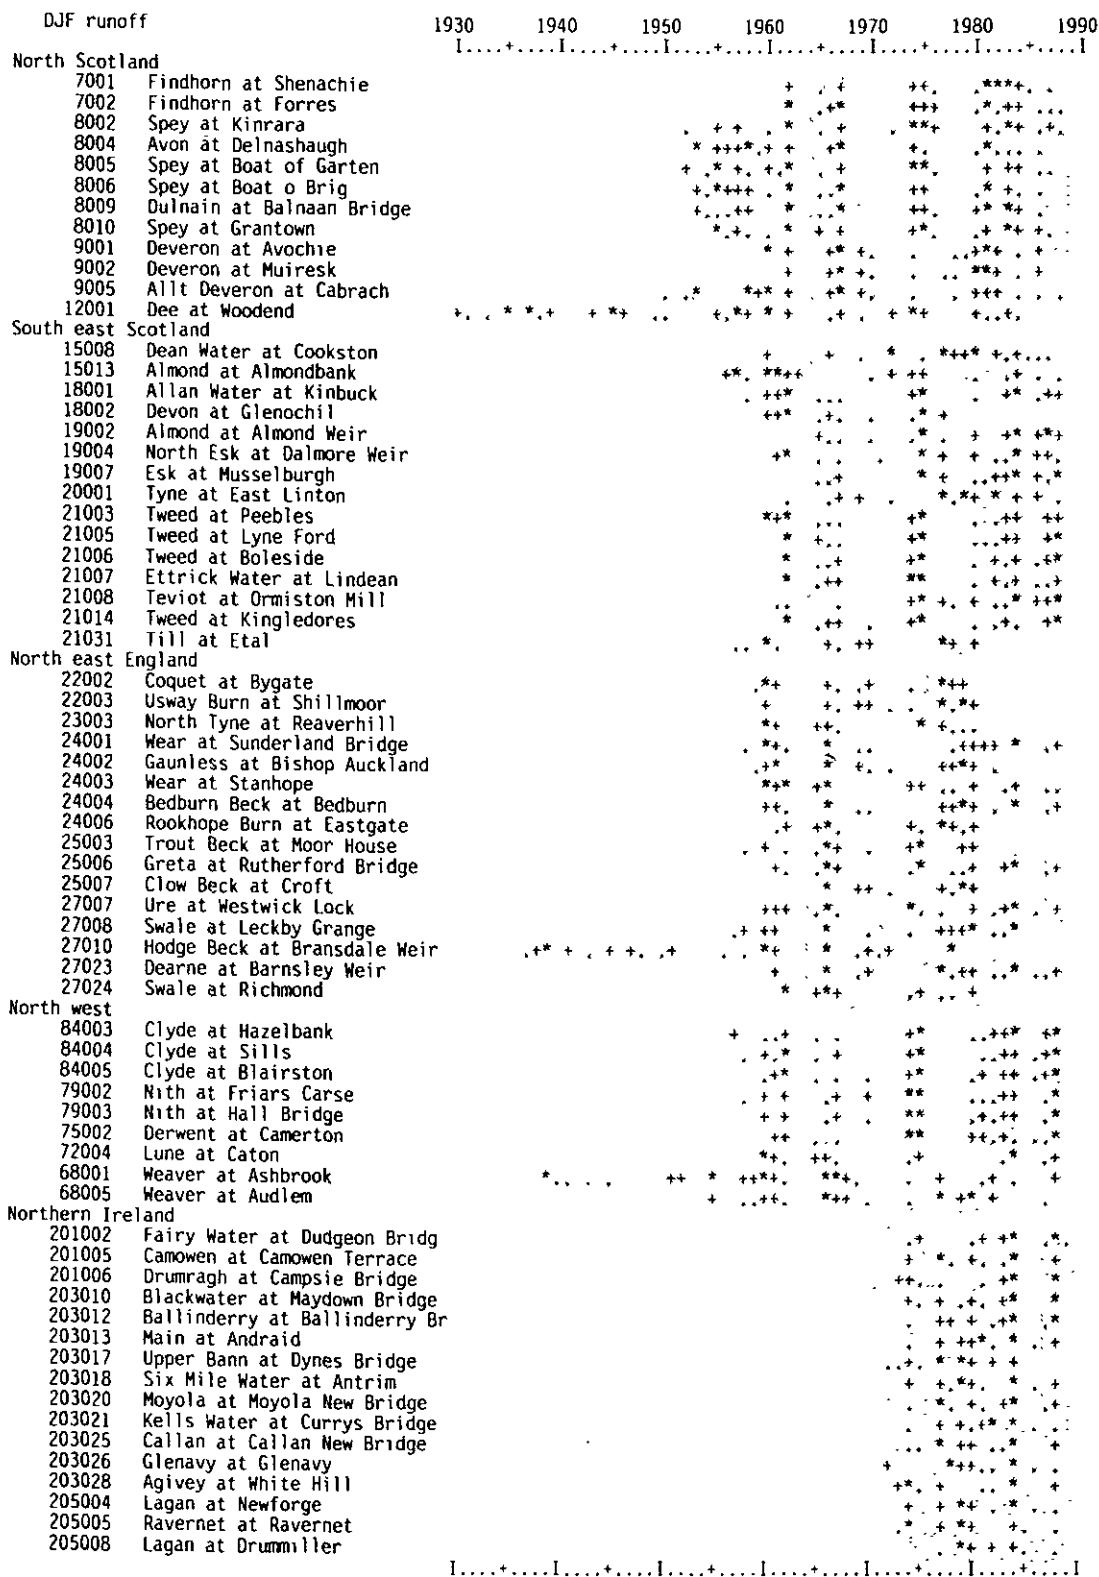 DJF runoff 1930 1940 1950 1960 1970 1980 1990
I....+....I....+....I....+....I....+....I....+....I....+....I
North Scotland
7001 Findhorn at Shenachie
7002 Findhorn at Forres
8002 Spey at Kinrara
8004 Avon at Delnashaugh
8005 Spey at Boat of Garten
8006 Spey at Boat o Brig
8009 Dulnain at Balnaan Bridge
8010 Spey at Grantown
9001 Deveron at Avochie
9002 Deveron at Muiresk
9005 Allt Deveron at Cabrach
12001 Dee at Woodend
South east Scotland
15008 Dean Water at Cookston
15013 Almond at Almondbank
18001 Allan Water at Kinbuck
18002 Devon at Glenochil
19002 Almond at Almond Weir
19004 North Esk at Dalmore Weir
19007 Esk at Musselburgh
20001 Tyne at East Linton
21003 Tweed at Peebles
21005 Tweed at Lyne Ford
21006 Tweed at Boleside
21007 Ettrick Water at Lindean
21008 Teviot at Ormiston Mill
21014 Tweed at Kingledores
21031 Till at Etal
North east England
22002 Coquet at Bygate
22003 Usway Burn at Shillmoor
23003 North Tyne at Reaverhill
24001 Wear at Sunderland Bridge
24002 Gaunless at Bishop Auckland
24003 Wear at Stanhope
24004 Bedburn Beck at Bedburn
24006 Rookhope Burn at Eastgate
25003 Trout Beck at Moor House
25006 Greta at Rutherford Bridge
25007 Clow Beck at Croft
27007 Ure at Westwick Lock
27008 Swale at Leckby Grange
27010 Hodge Beck at Bransdale Weir
27023 Dearne at Barnsley Weir
27024 Swale at Richmond
North west
84003 Clyde at Hazelbank
84004 Clyde at Sills
84005 Clyde at Blairston
79002 Nith at Friars Carse
79003 Nith at Hall Bridge
75002 Derwent at Camerton
72004 Lune at Caton
68001 Weaver at Ashbrook
68005 Weaver at Audlem
Northern Ireland
201002 Fairy Water at Dudgeon Bridg
201005 Camowen at Camowen Terrace
201006 Drumragh at Campsie Bridge
203010 Blackwater at Maydown Bridge
203012 Ballinderry at Ballinderry Br
203013 Main at Andraid
203017 Upper Bann at Dynes Bridge
203018 Six Mile Water at Antrim
203020 Moyola at Moyola New Bridge
203021 Kells Water at Currys Bridge
203025 Callan at Callan New Bridge
203026 Glenavy at Glenavy
203028 Agivey at White Hill
205004 Lagan at Newforge
205005 Ravernet at Ravernet
205008 Lagan at Drummiller
I....+....I....+....I....+....I....+....I....+....I....+....I